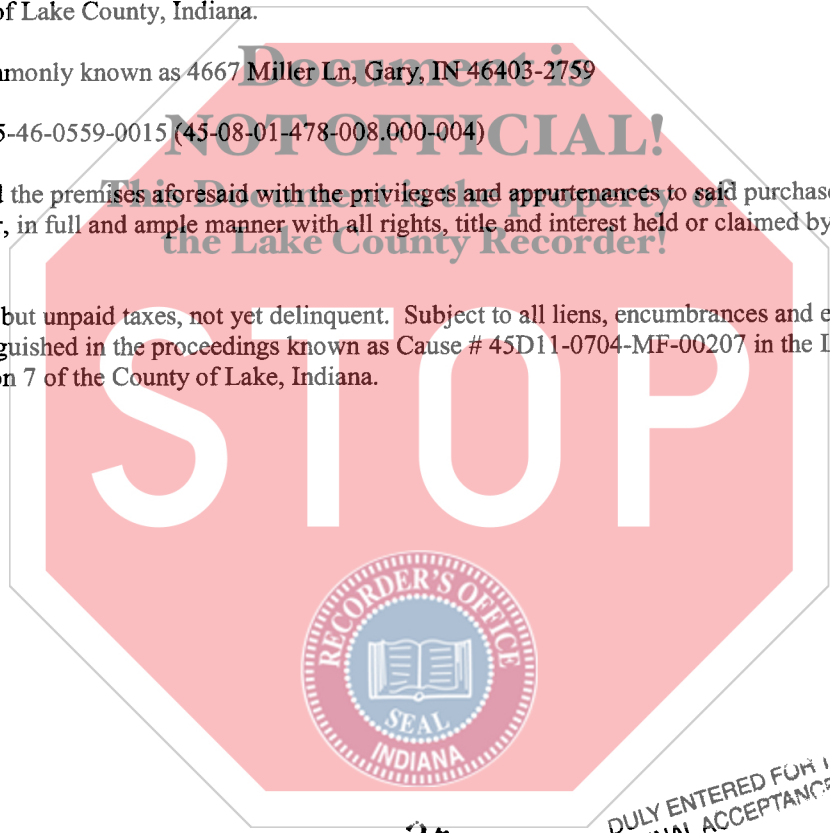 of Lake County, Indiana.
Document is
mmonly known as 4667 Miller Ln, Gary, IN 46403-2759
NOT OFFICIAL!
5-46-0559-0015 (45-08-01-478-008.000-004)
This Document is the property of
the premises aforesaid with the privileges and appurtenances to said purchase
, in full and ample manner with all rights, title and interest held or claimed by
the Lake County Recorder!
but unpaid taxes, not yet delinquent. Subject to all liens, encumbrances and e
guished in the proceedings known as Cause # 45D11-0704-MF-00207 in the L
n 7 of the County of Lake, Indiana.
STOP
RECORDER'S OFFICE
SEAL
INDIANA
DULY ENTERED FOR
NAL ACCEPTANCE